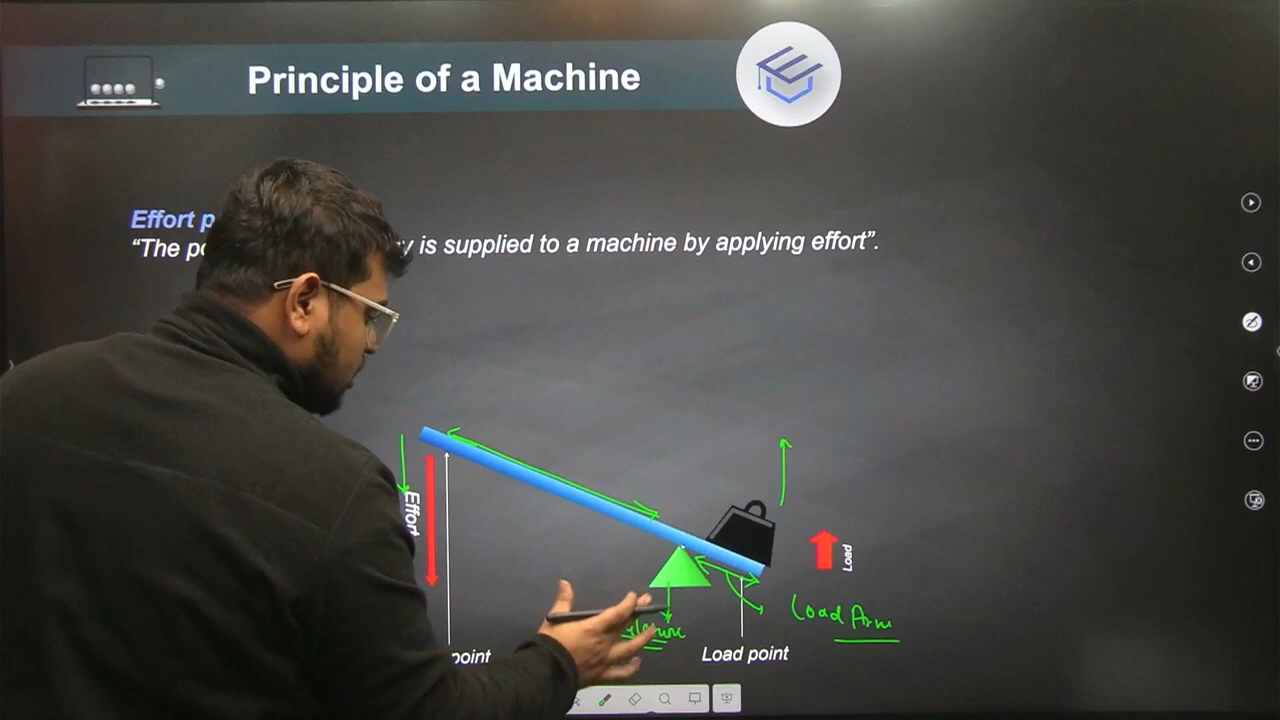 Principle of a Machine
Effort p
“The po y is supplied to a machine by applying effort”.
Effort
Load
Load Arm
point
Load point